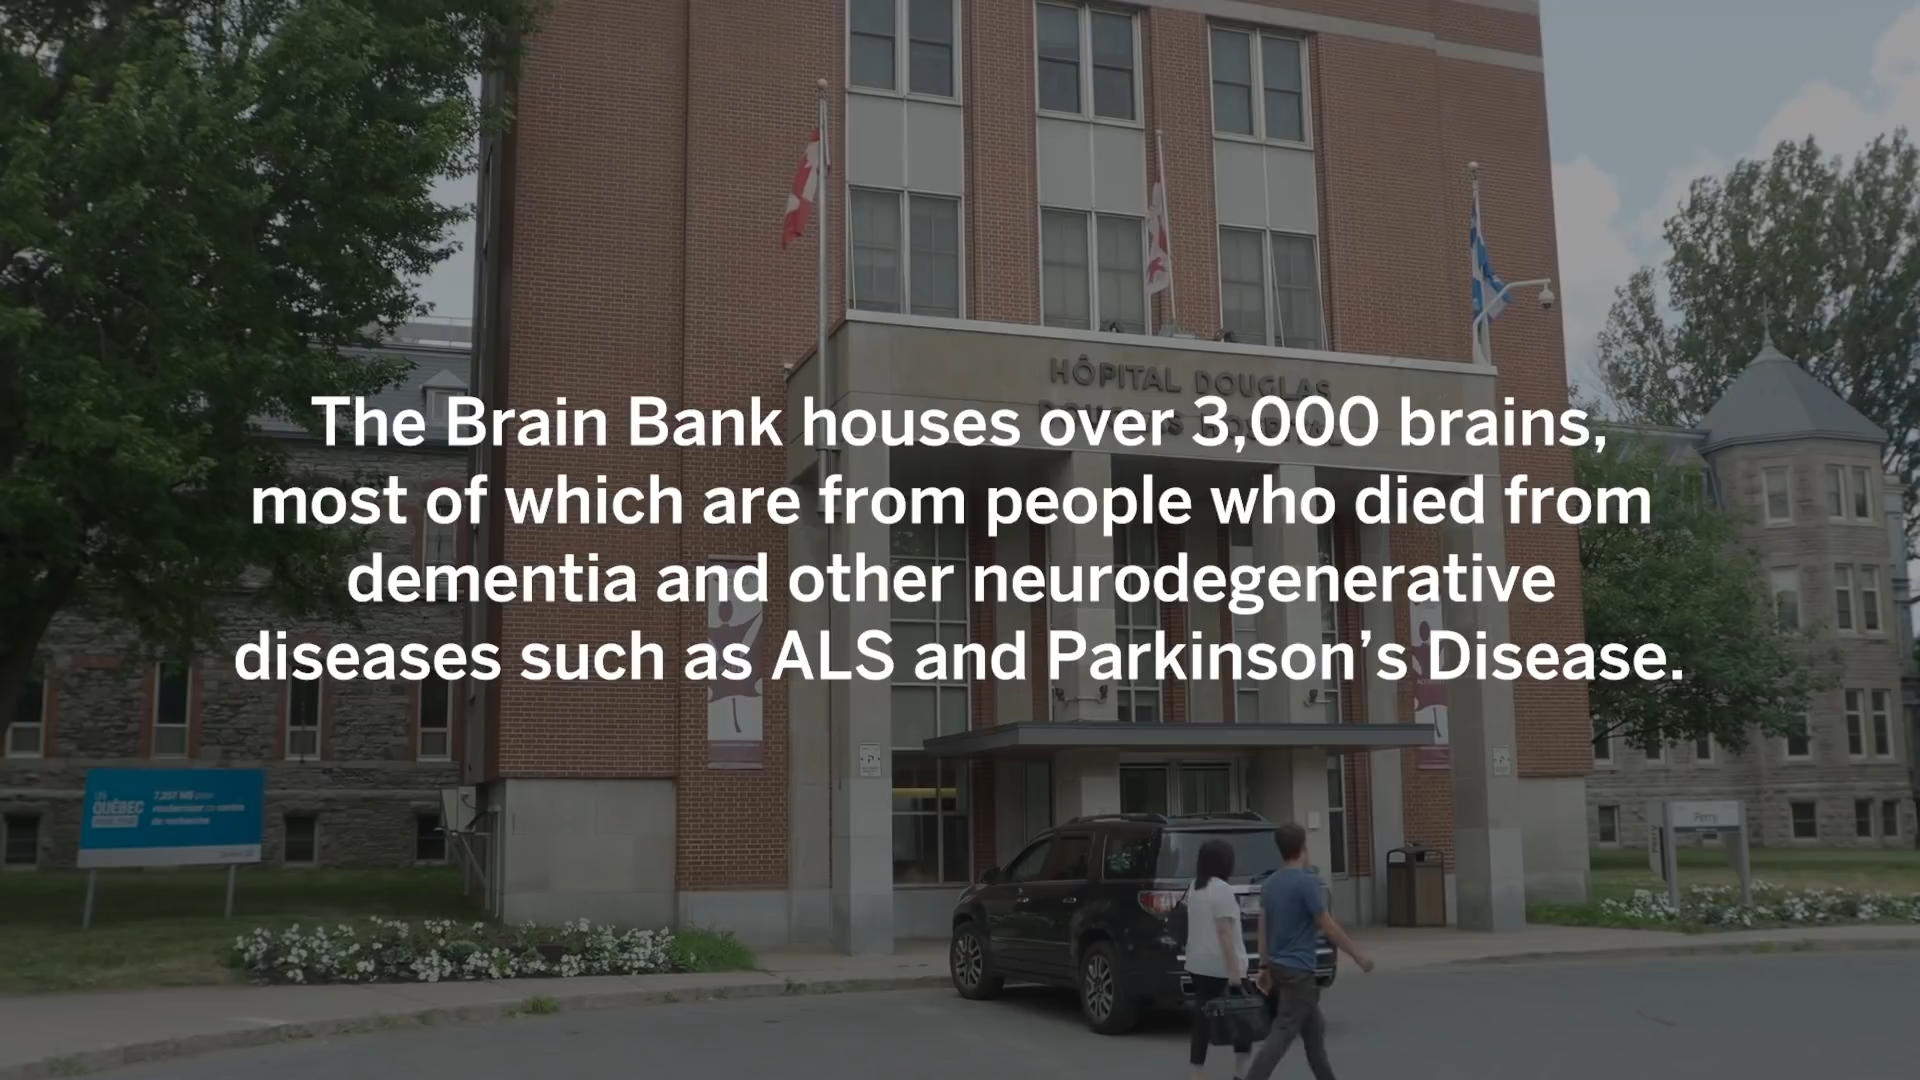 HÔPITAL DOUGLAS
The Brain Bank houses over 3,000 brains,
most of which are from people who died from
dementia and other neurodegenerative
diseases such as ALS and Parkinson’s Disease.
QUÉBEC
Perry